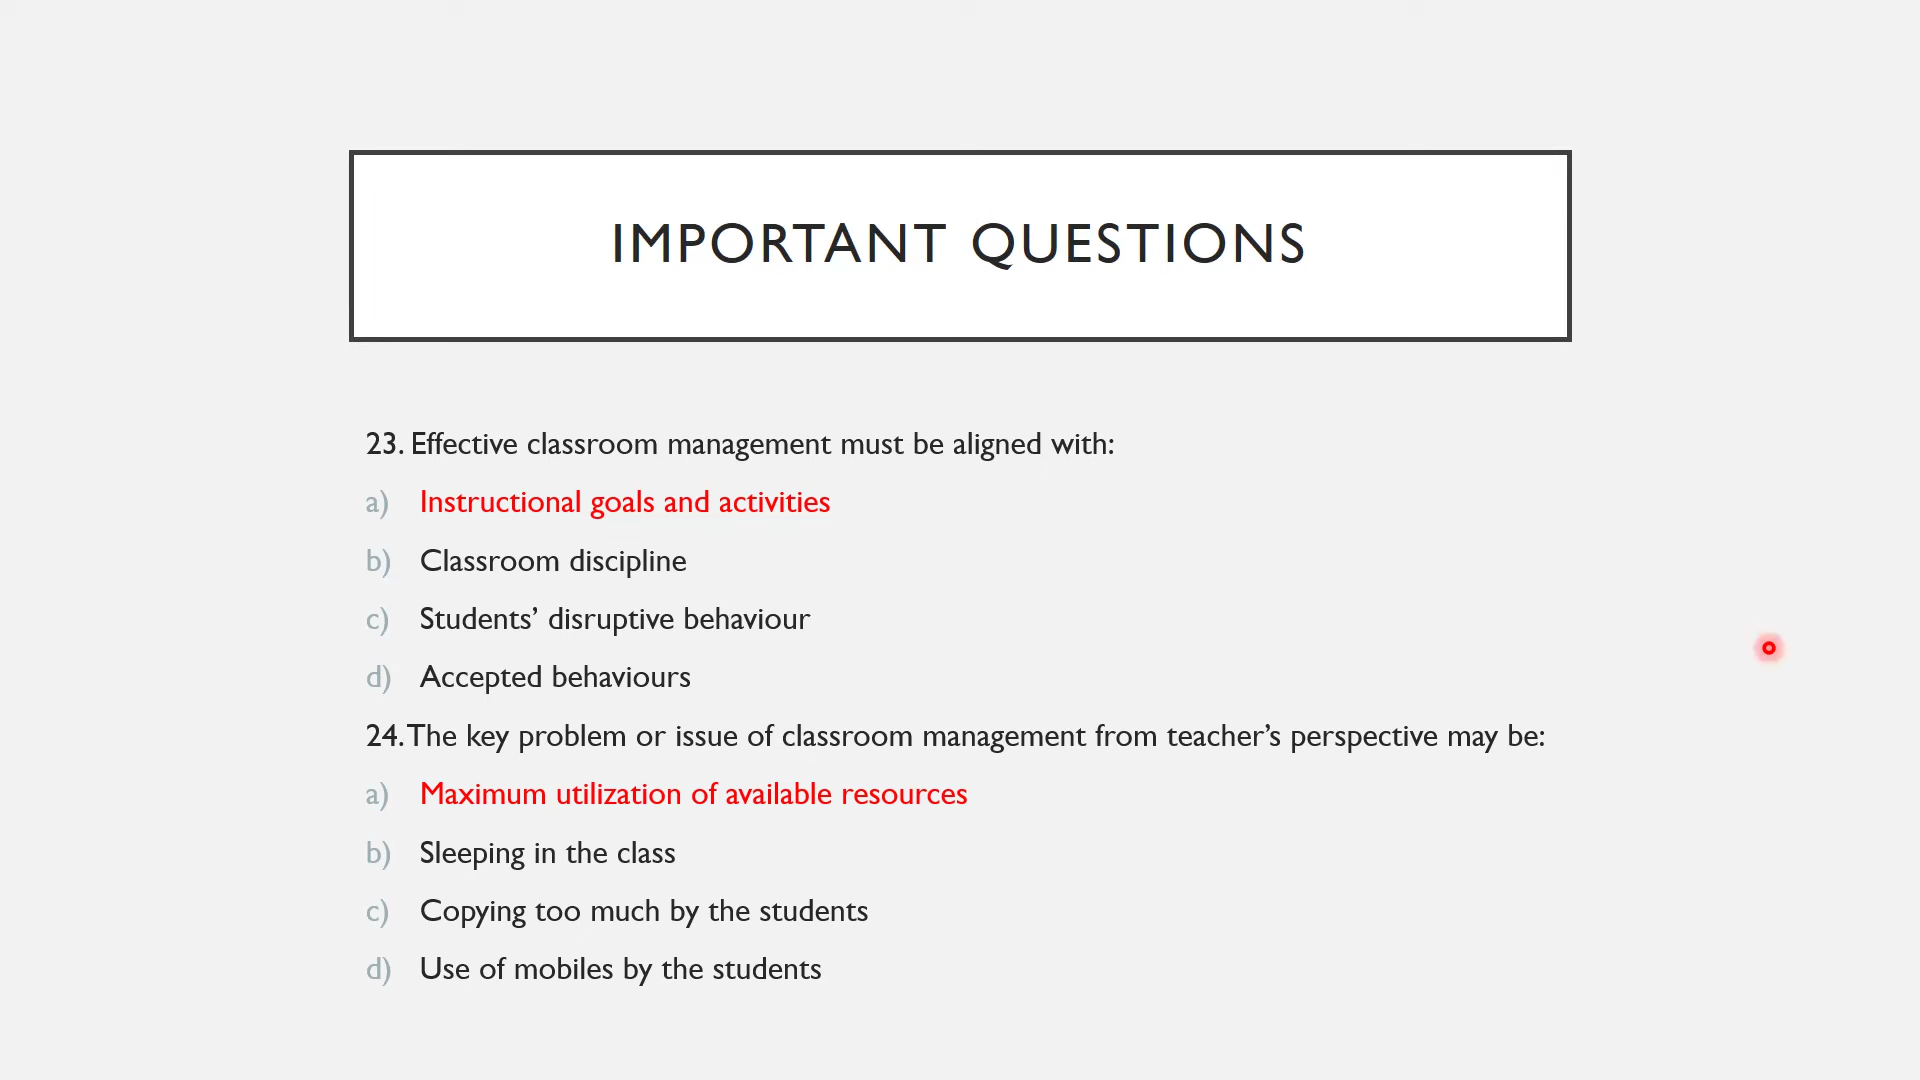 IMPORTANT QUESTIONS
23. Effective classroom management must be aligned with:
a) Instructional goals and activities
b) Classroom discipline
c) Students’ disruptive behaviour
d) Accepted behaviours
24. The key problem or issue of classroom management from teacher’s perspective may be:
a) Maximum utilization of available resources
b) Sleeping in the class
c) Copying too much by the students
d) Use of mobiles by the students